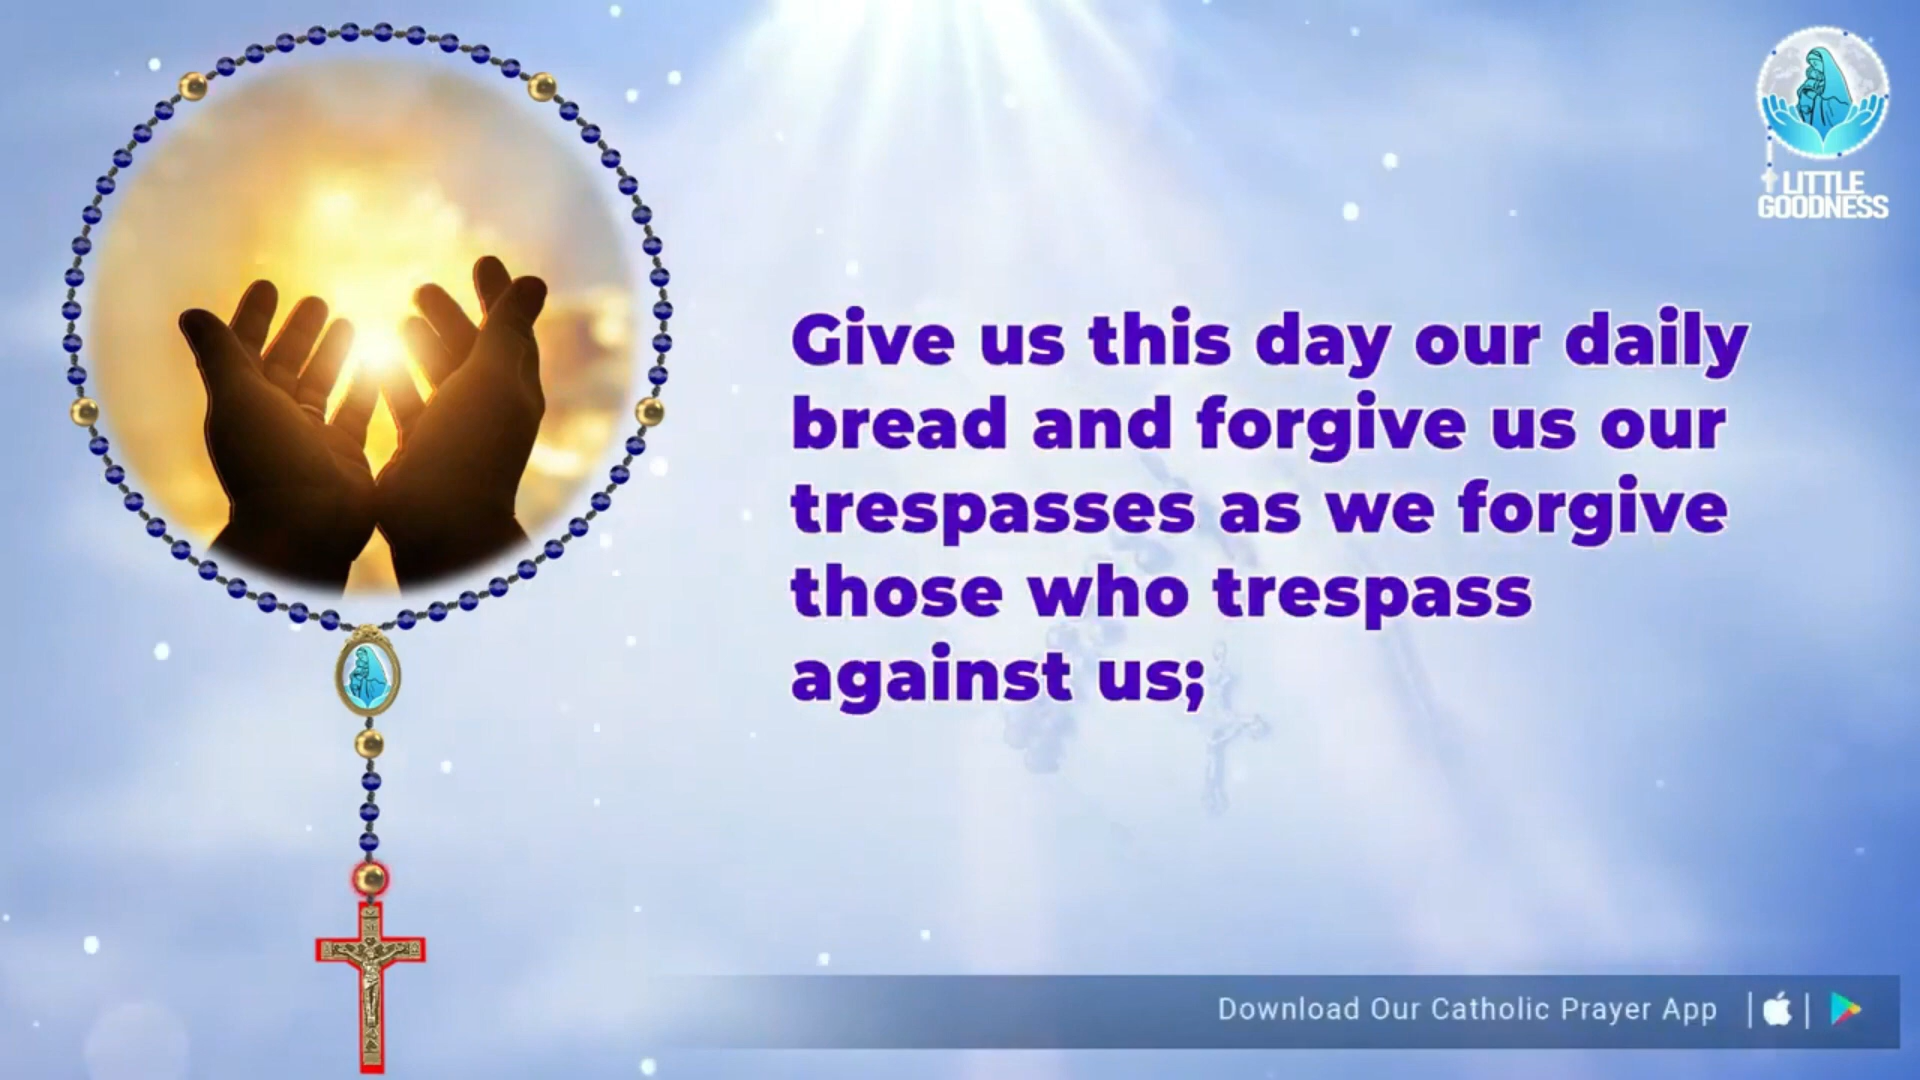 LITTLE
GOODNESS
Give us this day our daily
bread and forgive us our
trespasses as we forgive
those who trespass
against us;
Download Our Catholic Prayer App